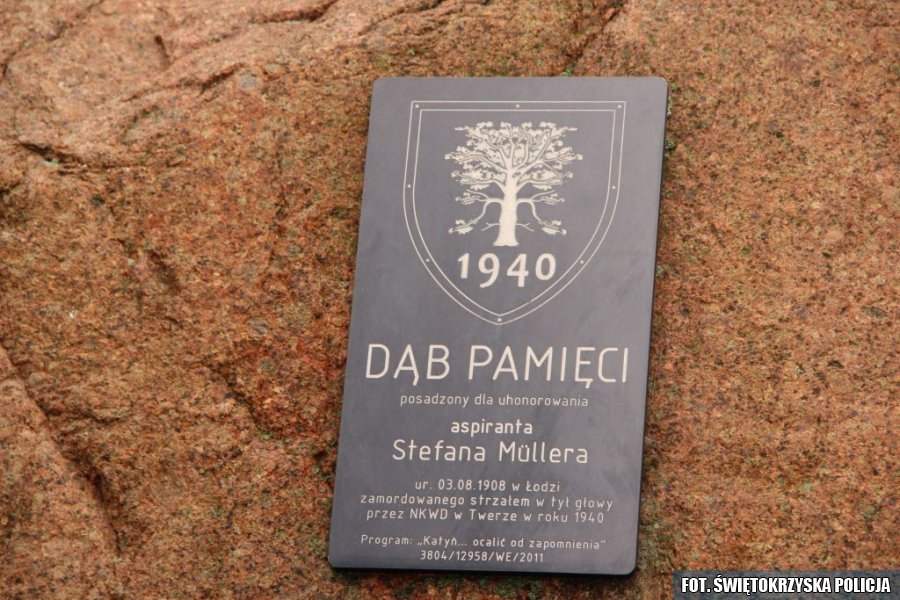 1940
DĄB PAMIĘCI
posadzony dla uhonorowania
aspiranta
Stefana Müllera
ur. 03.08.1908 w Łodzi
zamordowanego strzałem w tył głowy
przez NKWD w Twerze w roku 1940
Program: „Katyń... ocalić od zapomnienia”
3804/12958/WE/2011
FOT. ŚWIĘTOKRZYSKA POLICJA